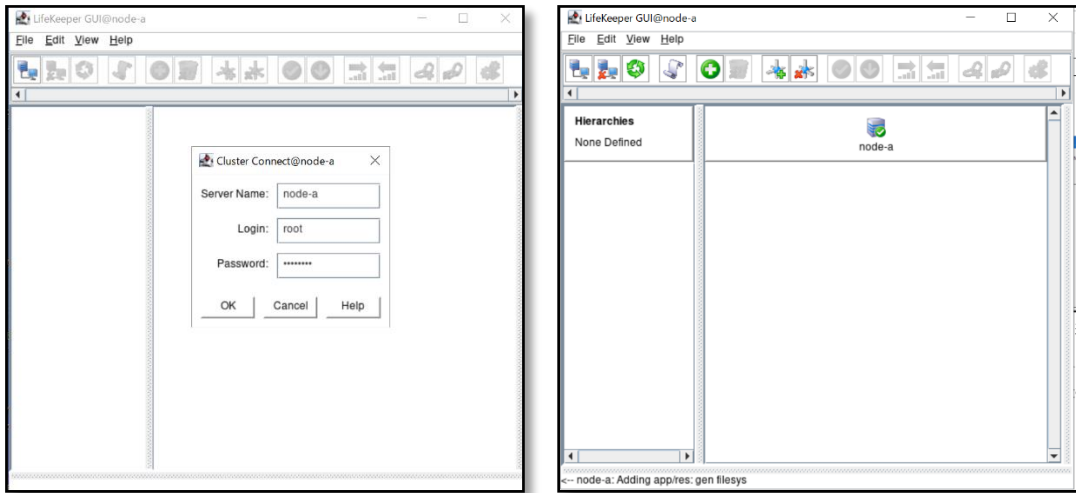 LifeKeeper GUI@node-a
File Edit View Help
Cluster Connect@node-a
Server Name: node-a
Login: root
Password: ••••••••
OK Cancel Help
LifeKeeper GUI@node-a
File Edit View Help
Hierarchies
None Defined
node-a
<-- node-a: Adding app/res: gen filesys